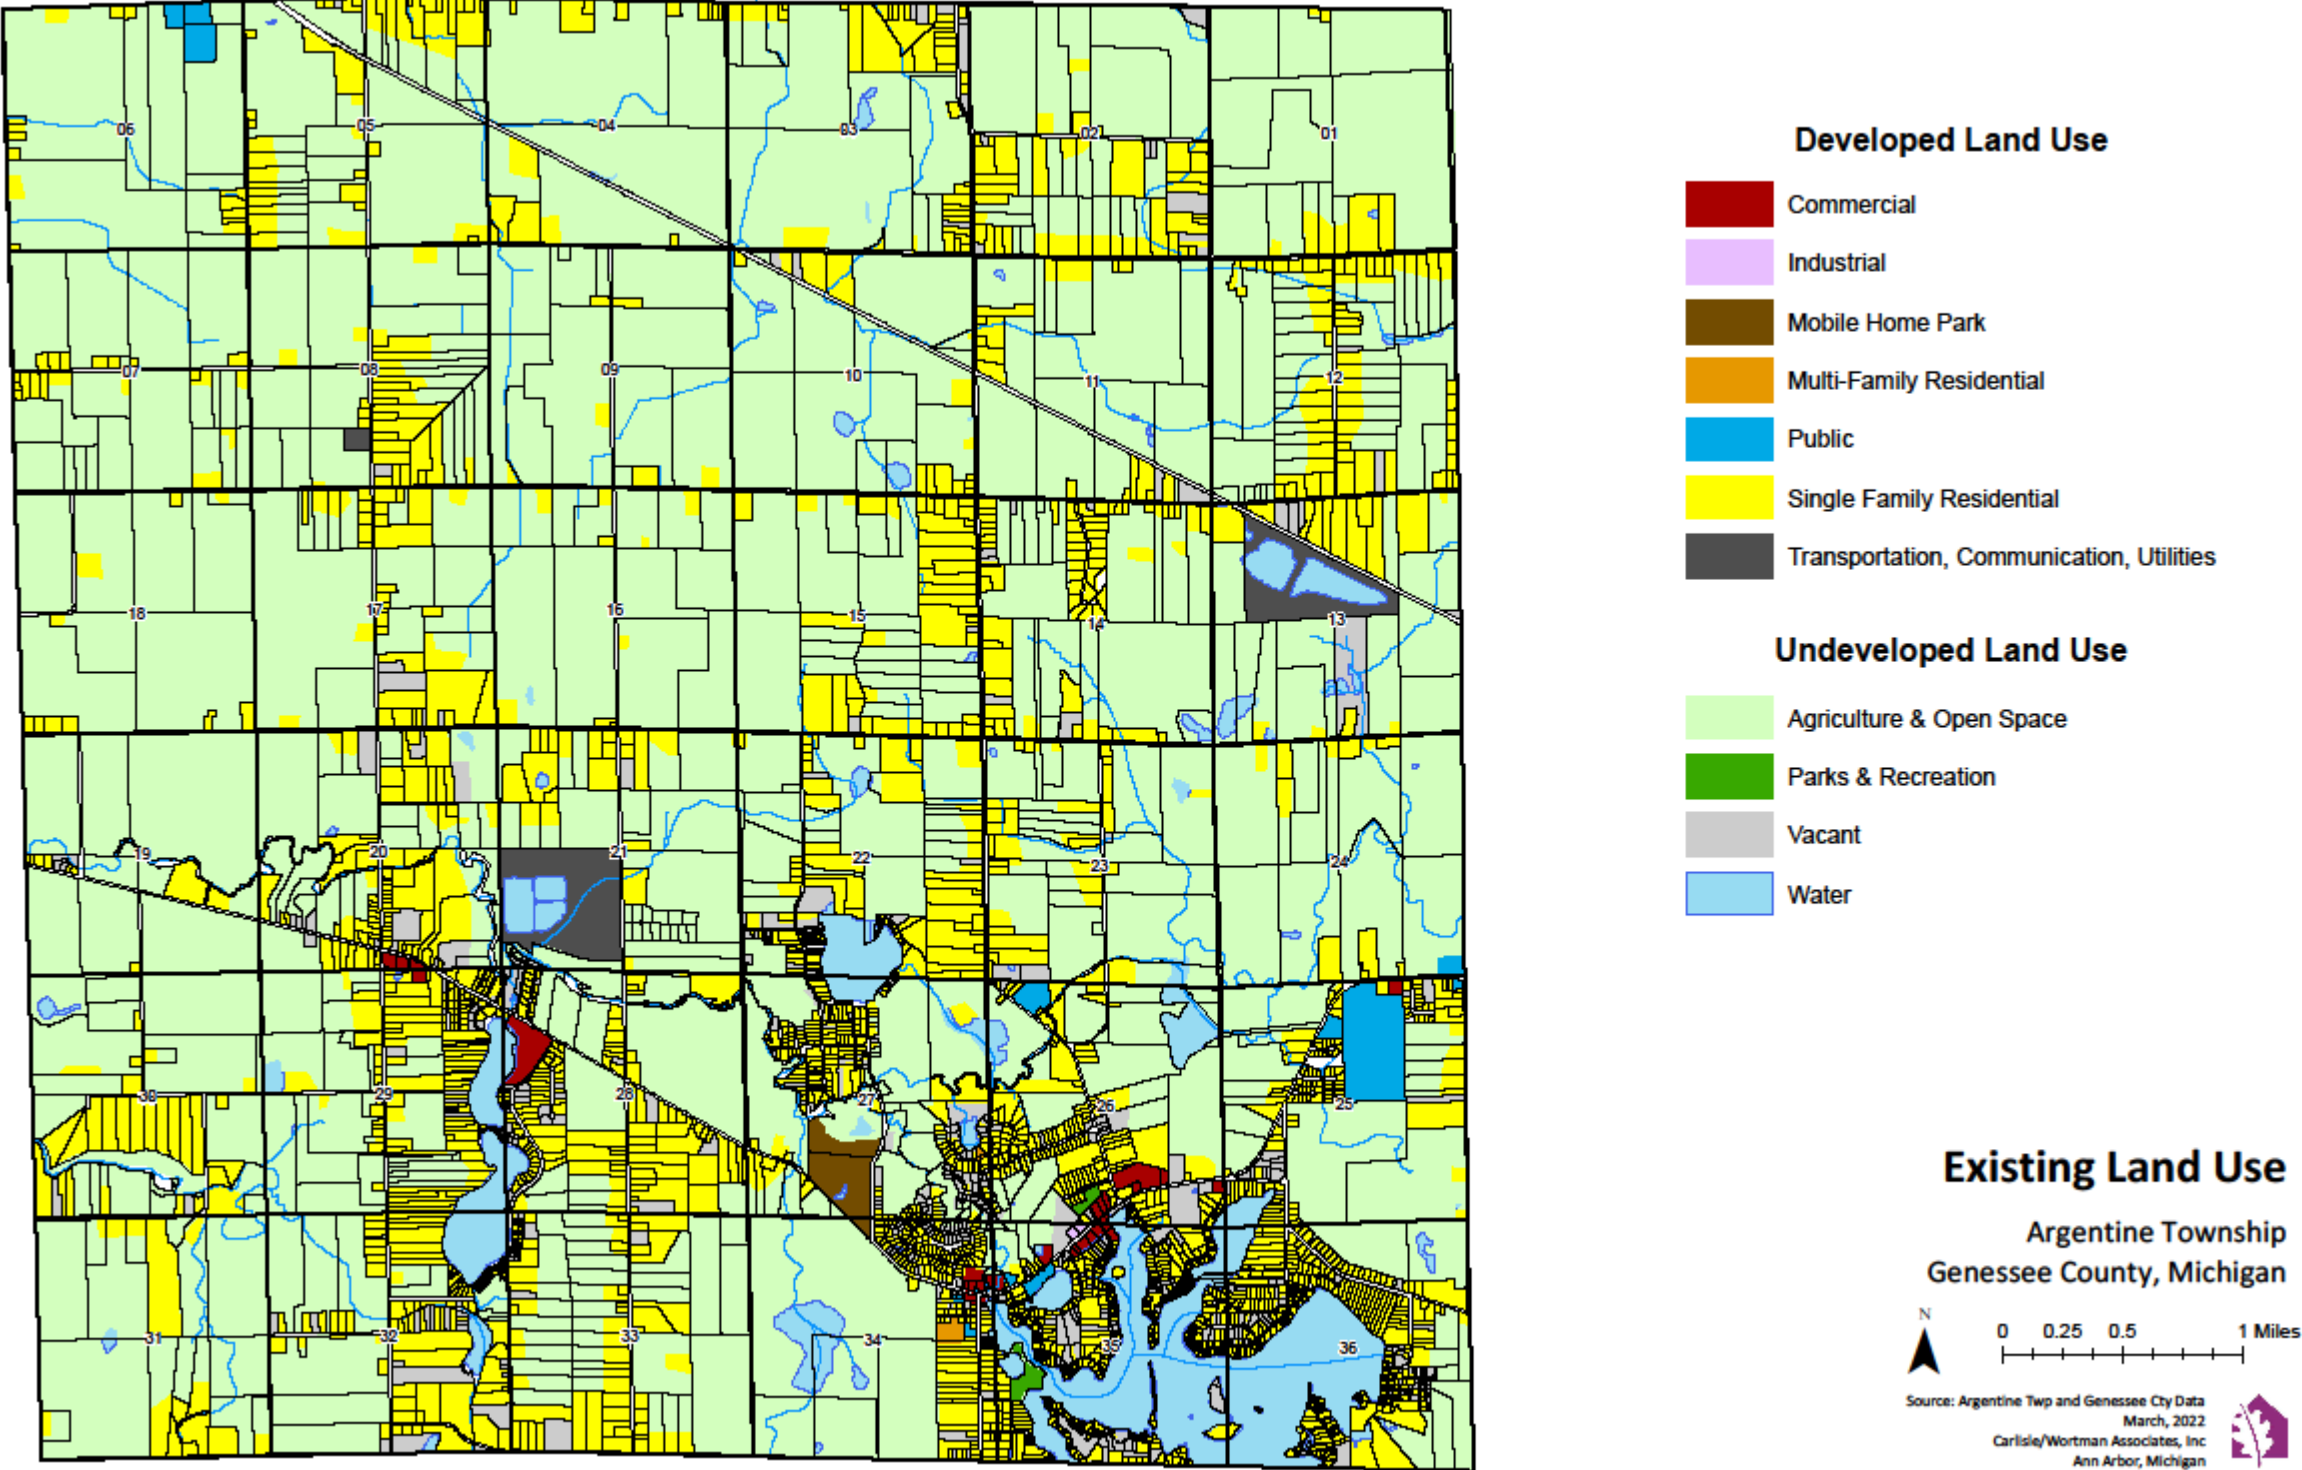 06
05
04
03
02
01
07
08
09
10
11
12
18
17
16
15
14
13
19
20
21
22
23
24
30
29
28
27
26
25
31
32
33
34
35
36
Developed Land Use
Commercial
Industrial
Mobile Home Park
Multi-Family Residential
Public
Single Family Residential
Transportation, Communication, Utilities
Undeveloped Land Use
Agriculture & Open Space
Parks & Recreation
Vacant
Water
Existing Land Use
Argentine Township
Genessee County, Michigan
N
0 0.25 0.5 1 Miles
Source: Argentine Twp and Genessee Cty Data
March, 2022
Carlisle/Wortman Associates, Inc
Ann Arbor, Michigan